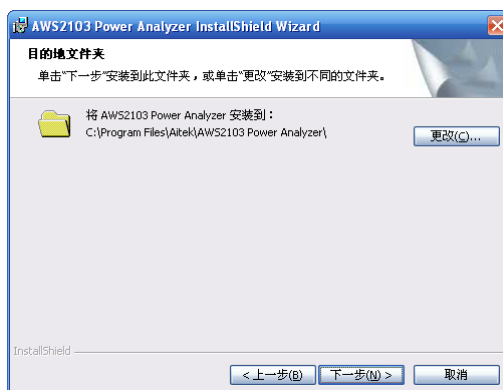 AWS2103 Power Analyzer InstallShield Wizard
目的地文件夹
单击“下一步”安装到此文件夹，或单击“更改”安装到不同的文件夹。
将 AWS2103 Power Analyzer 安装到：
C:\Program Files\Aitek\AWS2103 Power Analyzer\
更改(C)...
InstallShield
< 上一步(B)
下一步(N) >
取消